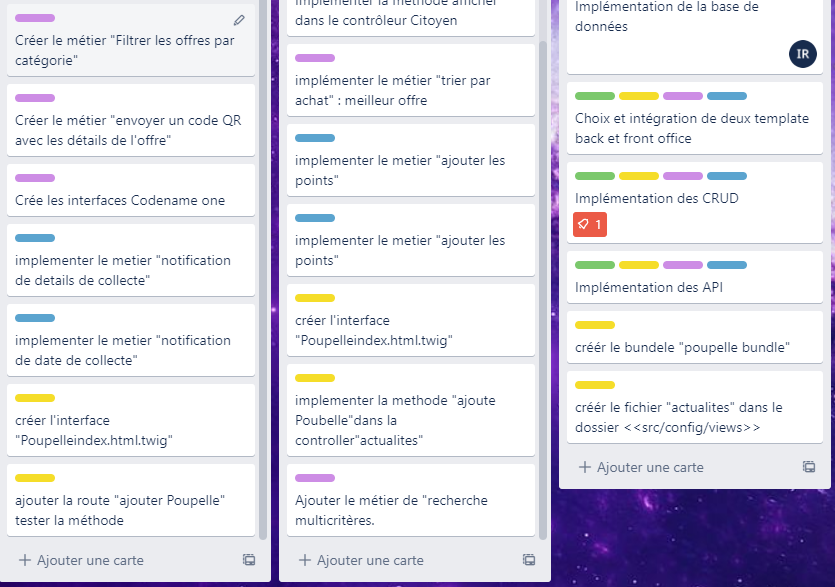 Créer le métier "Filtrer les offres par
catégorie"
Créer le métier "envoyer un code QR
avec les détails de l'offre"
Crée les interfaces Codename one
implementer le metier "notification
de details de collecte"
implementer le metier "notification
de date de collecte"
créer l'interface
"Poupelleindex.html.twig"
ajouter la route "ajouter Poupelle"
tester la méthode
+ Ajouter une carte
Implémenter la méthode afficher
dans le contrôleur Citoyen
implémenter le métier "trier par
achat" : meilleur offre
implementer le metier "ajouter les
points"
implementer le metier "ajouter les
points"
créer l'interface
"Poupelleindex.html.twig"
implementer la methode "ajoute
Poubelle"dans la
controller"actualites"
Ajouter le métier de "recherche
multicritères.
+ Ajouter une carte
Implémentation de la base de
données
IR
Choix et intégration de deux template
back et front office
Implémentation des CRUD
1
Implémentation des API
créér le bundele "poupelle bundle"
créér le fichier "actualites" dans le
dossier <<src/config/views>>
+ Ajouter une carte